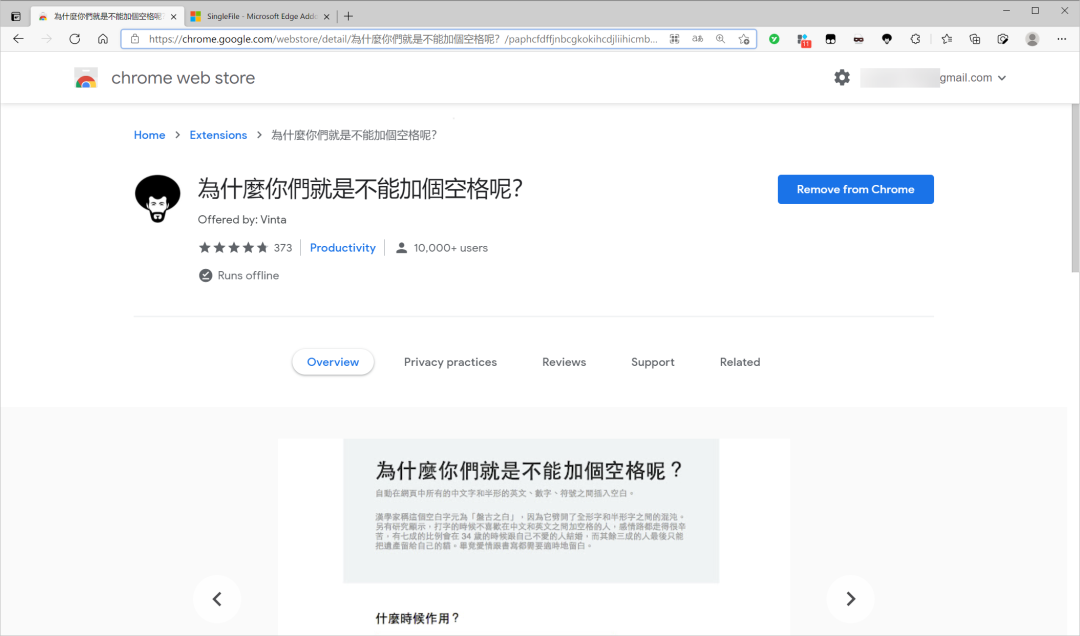 為什麼你們就是不能加個空格呢
SingleFile - Microsoft Edge Addo
https://chrome.google.com/webstore/detail/為什麼你們就是不能加個空格呢? /paphcfdffjnbcgkokihcdjliihicmb...
11
chrome web store
gmail.com
Home > Extensions > 為什麼你們就是不能加個空格呢?
為什麼你們就是不能加個空格呢?
Remove from Chrome
Offered by: Vinta
373 Productivity 10,000+ users
Runs offline
Overview Privacy practices Reviews Support Related
為什麼你們就是不能加個空格呢？
自動在網頁中所有的中文字和半形的英文、數字、符號之間插入空白。
漢學家稱這個空白字元為「盤古之白」，因為它劈開了全形字和半形字之間的混沌。
另有研究顯示，打字的時候不喜歡在中文和英文之間加空格的人，感情路都走得很辛
苦，有七成的比例會在 34 歲的時候跟自己不愛的人結婚，而其餘三成的人最後只能
把遺產留給自己的貓。畢竟愛情跟書寫都需要適時地留白。
什麼時候作用？